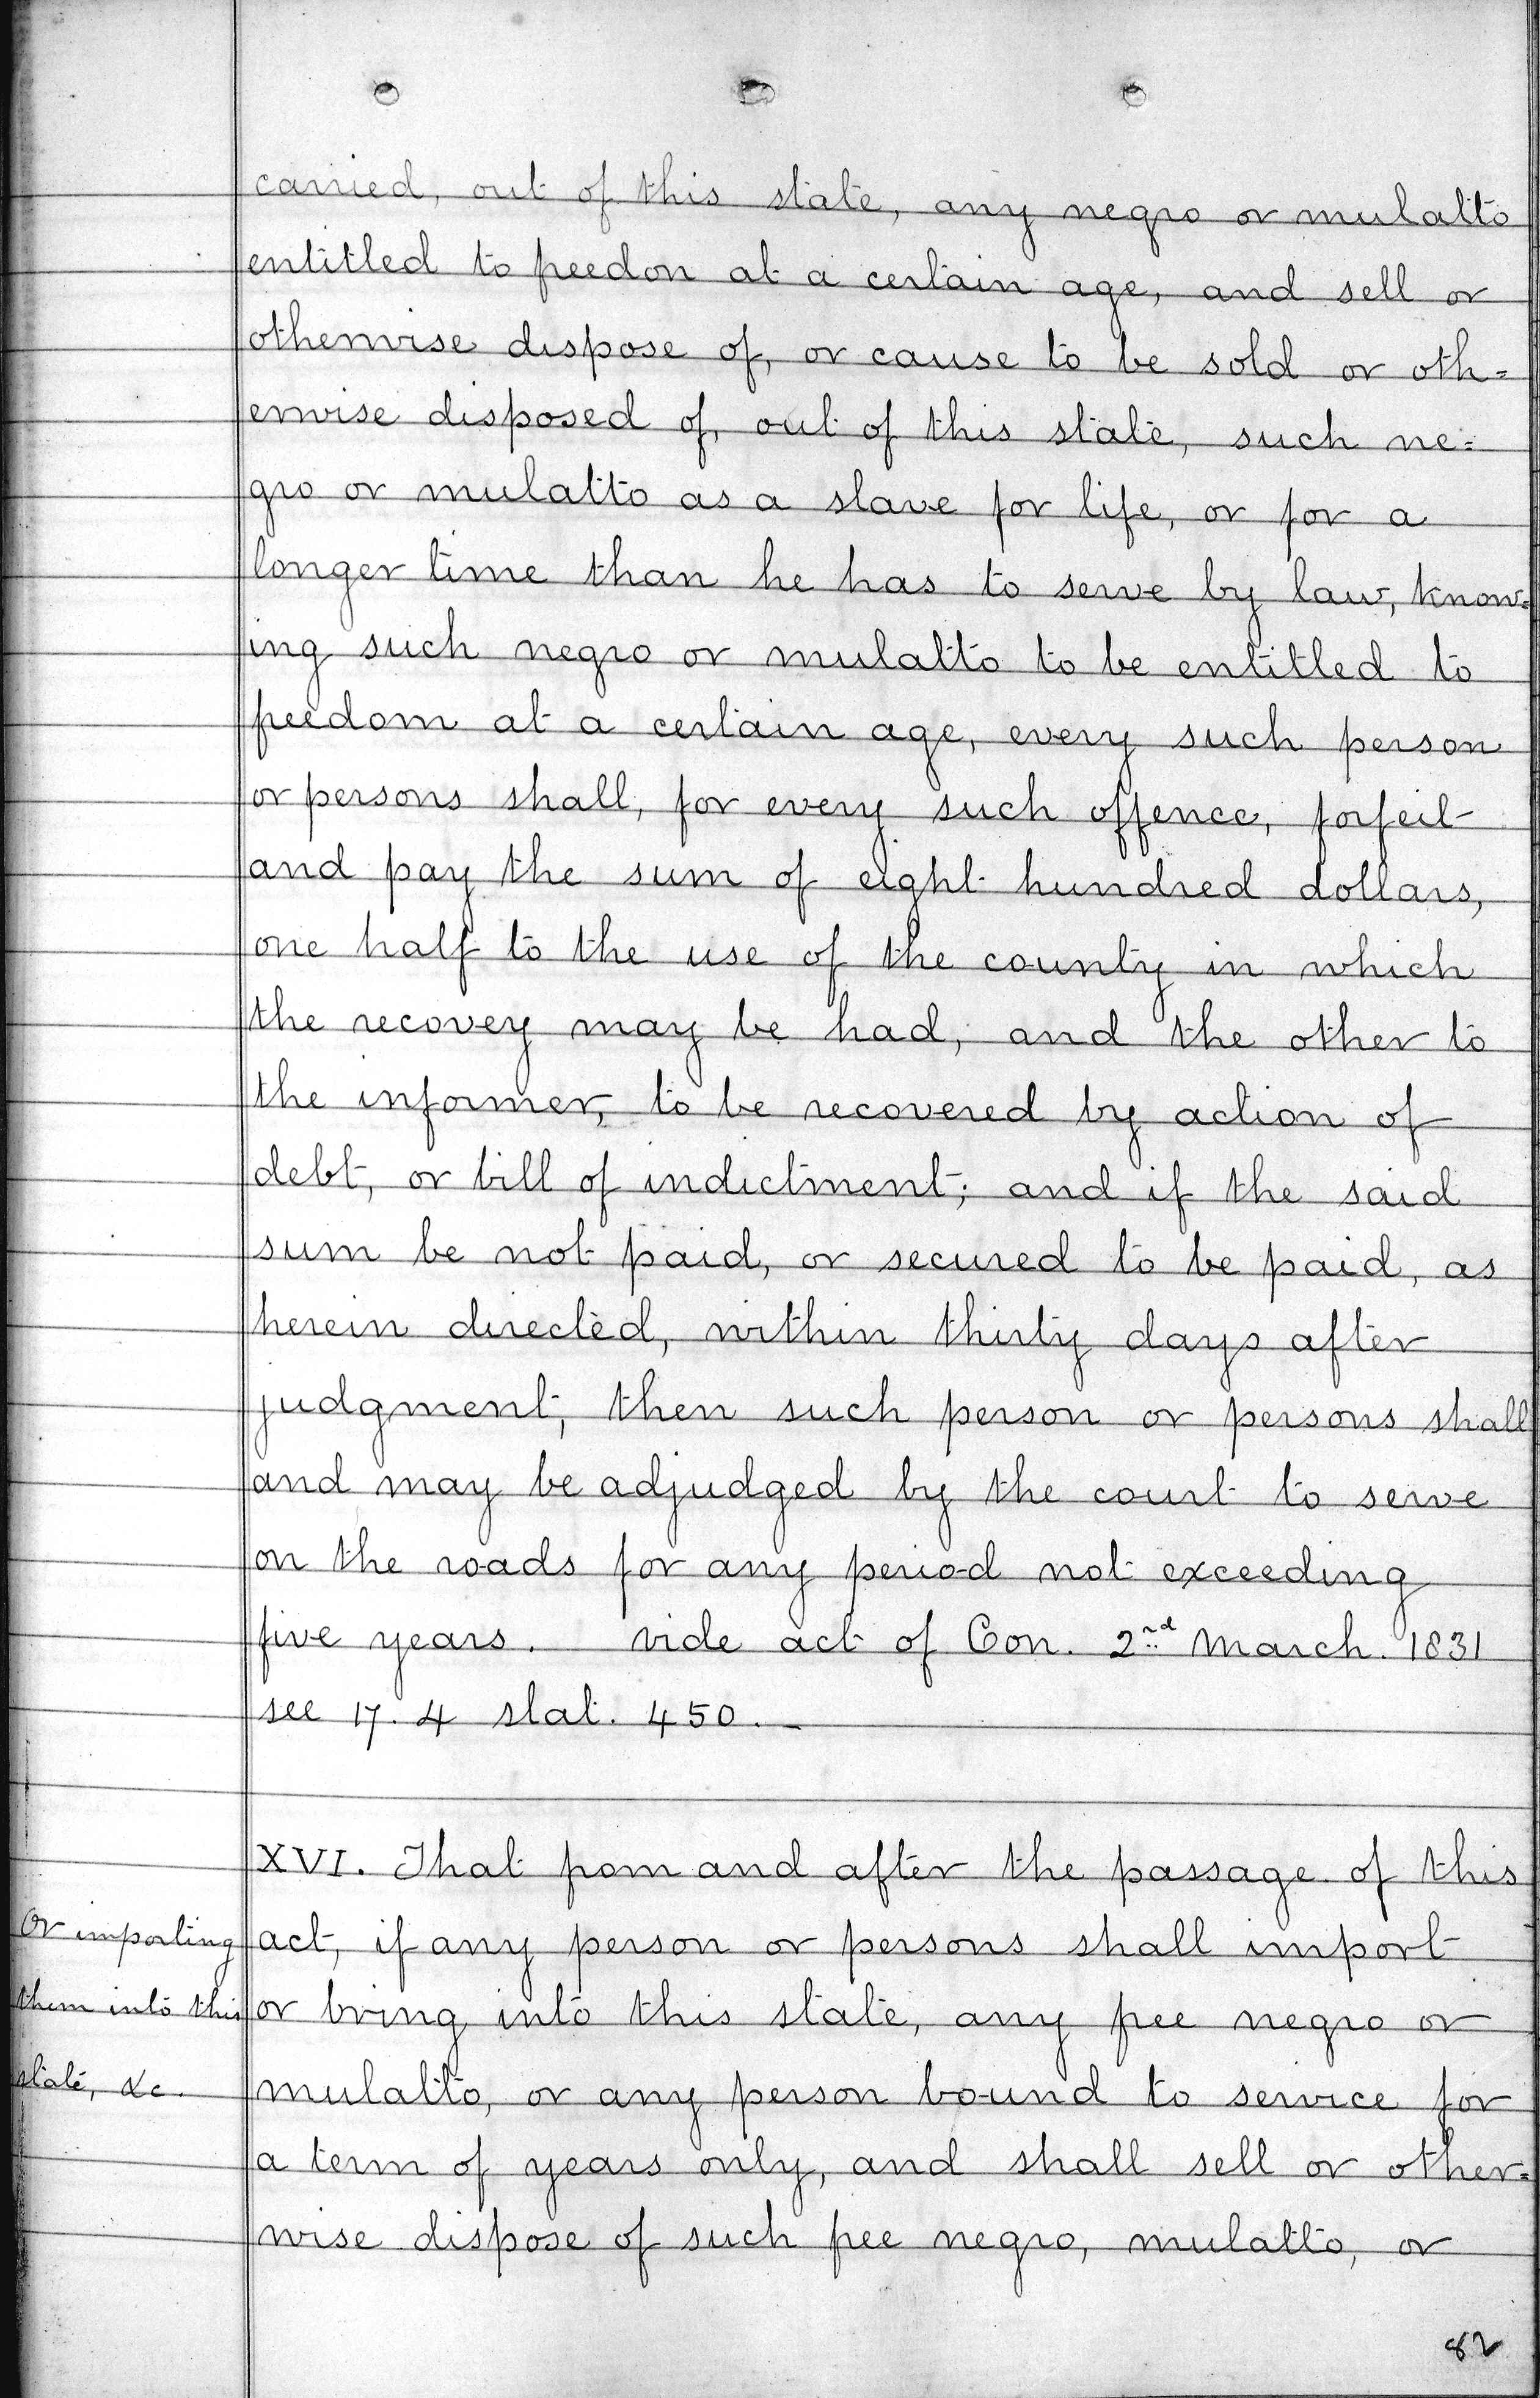 carried, out of this state, any negro or mulatto
entitled to freedon at a certain age, and sell or
otherwise dispose of, or cause to be sold or oth=
erwise disposed of, out of this state, such ne=
gro or mulatto as a slave for life, or for a
longer time than he has to serve by law, know=
ing such negro or mulatto to be entitled to
freedom at a certain age, every such person
or persons shall, for every such offence, forfeit
and pay the sum of eight hundred dollars,
one half to the use of the county in which
the recovey may be had, and the other to
the informer, to be recovered by action of
debt, or bill of indictment; and if the said
sum be not paid, or secured to be paid, as
herein directed, within thirty days after
judgment, then such person or persons shall
and may be adjudged by the court to serve
on the roads for any period not exceeding
five years. vide act of Con. 2nd March. 1831
see 17. 4 stat. 450.
XVI. That from and after the passage of this
Or importing
act, if any person or persons shall import
them into this
or bring into this state, any free negro or
state, &c.
mulatto, or any person bound to service for
a term of years only, and shall sell or other=
wise dispose of such free negro, mulatto, or
82